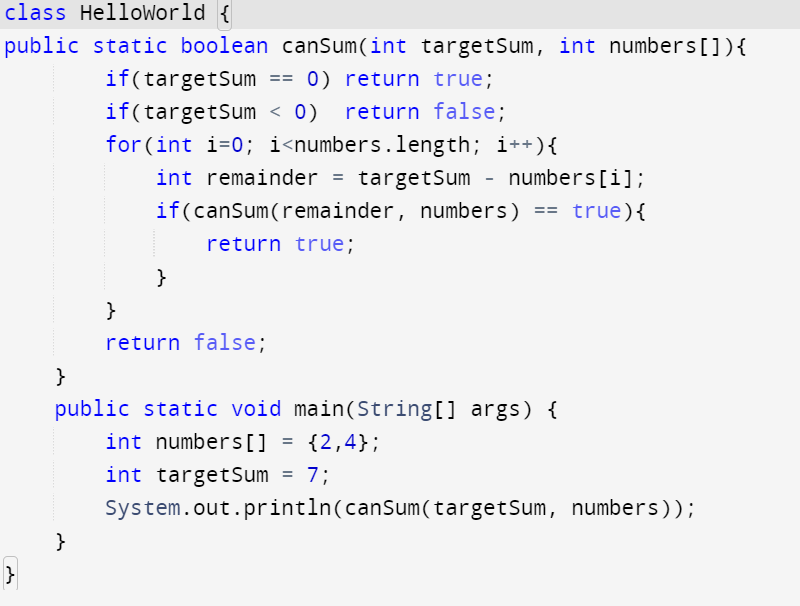 class HelloWorld {
public static boolean canSum(int targetSum, int numbers[]){
        if(targetSum == 0) return true;
        if(targetSum < 0)  return false;
        for(int i=0; i<numbers.length; i++){
            int remainder = targetSum - numbers[i];
            if(canSum(remainder, numbers) == true){
                return true;
            }
        }
        return false;
    }
    public static void main(String[] args) {
        int numbers[] = {2,4};
        int targetSum = 7;
        System.out.println(canSum(targetSum, numbers));
    }
}